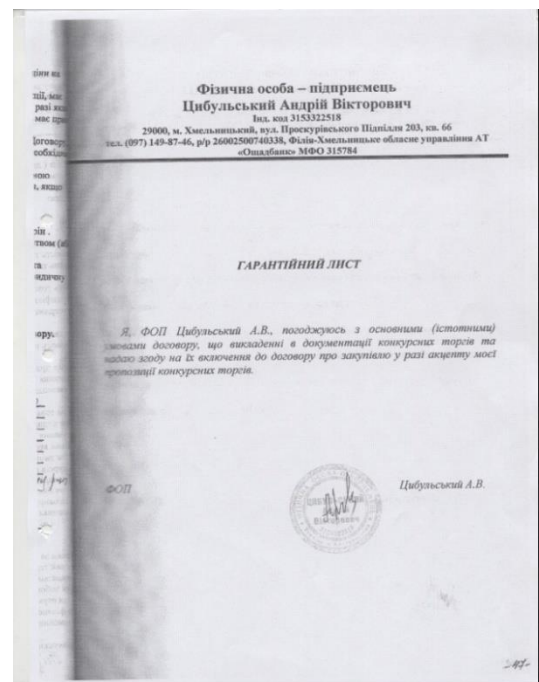 Фізична особа – підприємець
Цибульський Андрій Вікторович
Інд. код 3153322518
29000, м. Хмельницький, вул. Проскурівського Підпілля 203, кв. 66
тел. (097) 149-87-46, р/р 26002500740338, Філія-Хмельницьке обласне управління АТ
«Ощадбанк» МФО 315784
ГАРАНТІЙНИЙ ЛИСТ
Я, ФОП Цибульський А.В., погоджуюсь з основними (істотними)
умовами договору, що викладенні в документації конкурсних торгів та
надаю згоду на їх включення до договору про закупівлю у разі акцепту моєї
пропозиції конкурсних торгів.
ФОП Цибульський А.В.
-47-